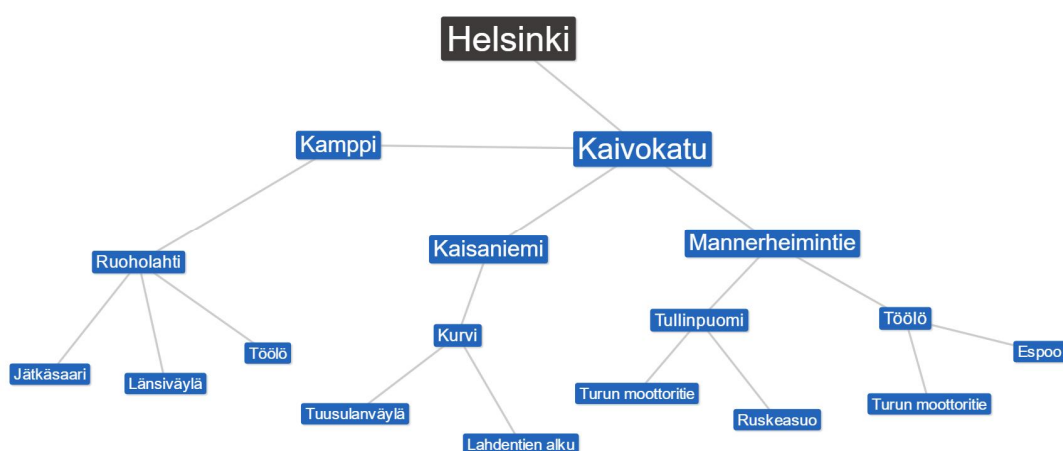 Helsinki
Kamppi
Kaivokatu
Ruoholahti
Kaisaniemi
Mannerheimintie
Jätkäsaari
Länsiväylä
Töölö
Kurvi
Tuusulanväylä
Lahdentien alku
Tullinpuomi
Töölö
Turun moottoritie
Ruskeasuo
Turun moottoritie
Espoo